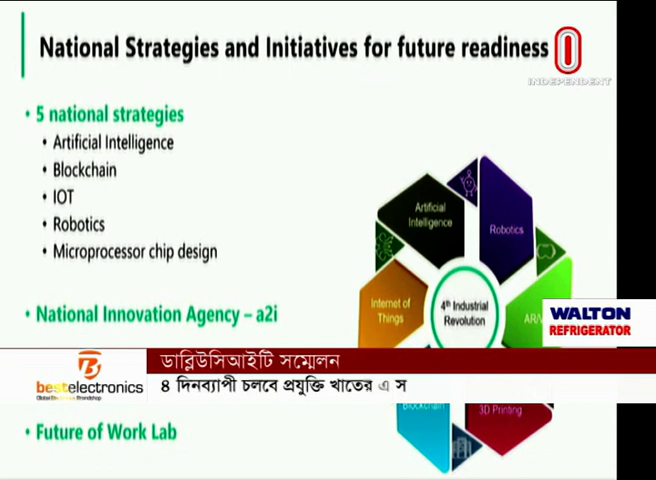 National Strategies and Initiatives for future readiness
INDEPENDENT
• 5 national strategies
• Artificial Intelligence
• Blockchain
• IOT
• Robotics
• Microprocessor chip design
• National Innovation Agency – a2i
• Future of Work Lab
Artificial
Intelligence
Robotics
Internet of
Things
4th Industrial
Revolution
Blockchain
3D Printing
WALTON
REFRIGERATOR
bestelectronics
ডাব্লিউসিআইটি সম্মেলন
৪ দিনব্যাপী চলবে প্রযুক্তি খাতের এ স